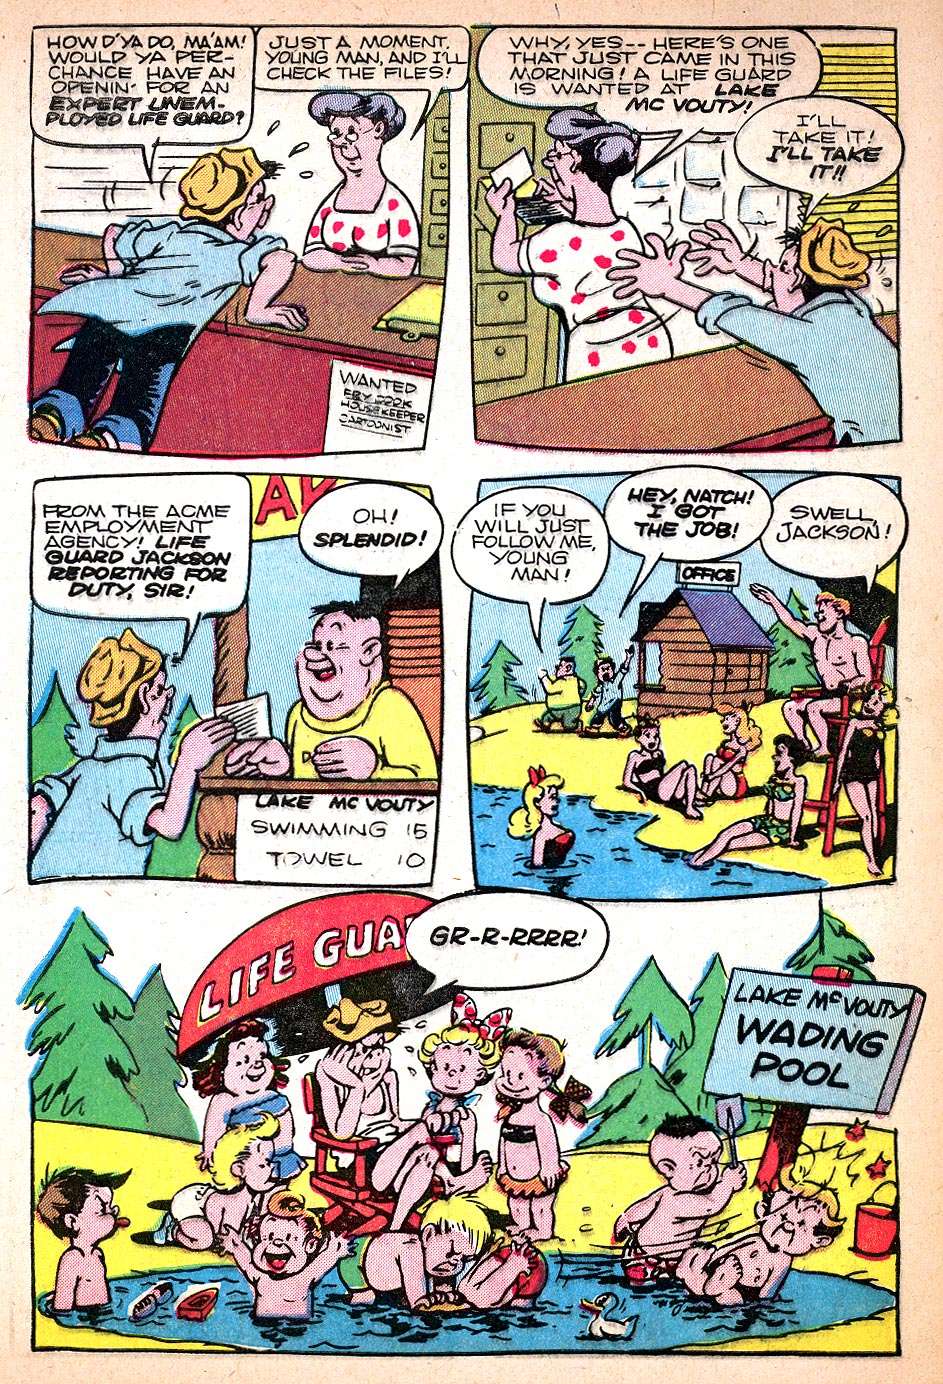 HOW D'YA DO, MA'AM!
WOULD YA PER-
CHANCE HAVE AN
OPENIN' FOR AN
EXPERT UNEM-
PLOYED LIFE GUARD?
JUST A MOMENT,
YOUNG MAN, AND I'LL
CHECK THE FILES!
WANTED
HOUSEKEEPER
CARTOONIST
WHY, YES-- HERE'S ONE
THAT JUST CAME IN THIS
MORNING! A LIFE GUARD
IS WANTED AT LAKE
MC VOUTY!
I'LL
TAKE IT!
I'LL TAKE
IT!!
FROM THE ACME
EMPLOYMENT
AGENCY! LIFE
GUARD JACKSON
REPORTING FOR
DUTY, SIR!
OH!
SPLENDID!
LAKE MC VOUTY
SWIMMING 15
TOWEL 10
IF YOU
WILL JUST
FOLLOW ME,
YOUNG
MAN!
HEY, NATCH!
I GOT
THE JOB!
SWELL,
JACKSON!
OFFICE
LIFE GUA
GR-R-RRRR!
LAKE MC VOUTY
WADING
POOL